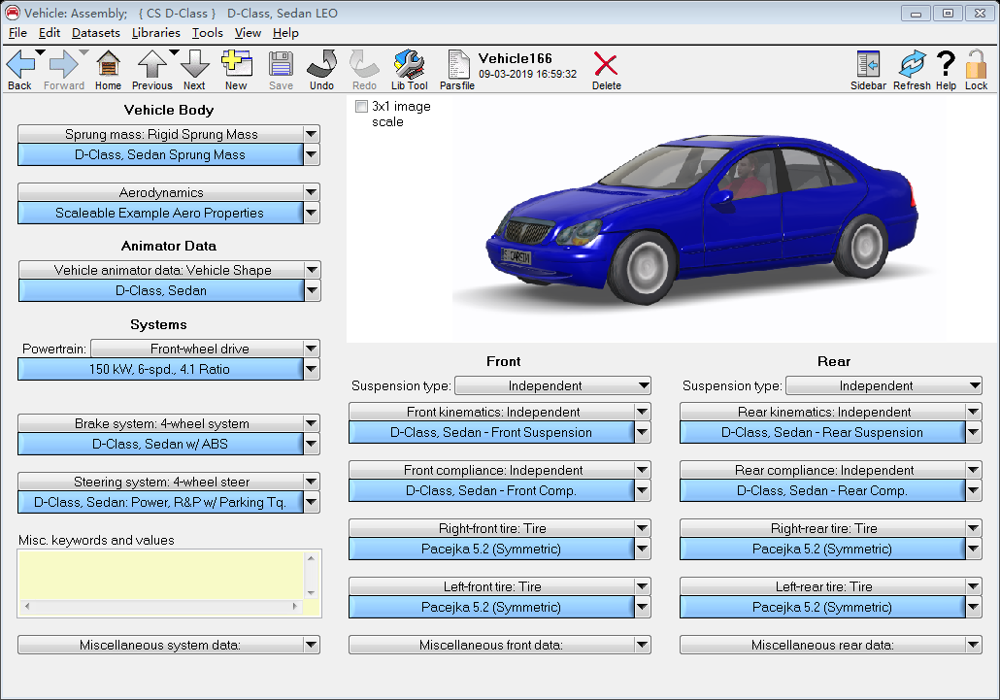 Vehicle: Assembly;   { CS D-Class }   D-Class, Sedan LEO
File Edit Datasets Libraries Tools View Help
Back Forward Home Previous Next New Save Undo Redo Lib Tool Parsfile
Vehicle166
09-03-2019 16:59:32
Delete Sidebar Refresh Help Lock
Vehicle Body
Sprung mass: Rigid Sprung Mass
D-Class, Sedan Sprung Mass
Aerodynamics
Scaleable Example Aero Properties
Animator Data
Vehicle animator data: Vehicle Shape
D-Class, Sedan
Systems
Powertrain: Front-wheel drive
150 kW, 6-spd., 4.1 Ratio
Brake system: 4-wheel system
D-Class, Sedan w/ ABS
Steering system: 4-wheel steer
D-Class, Sedan: Power, R&P w/ Parking Tq.
Misc. keywords and values
Miscellaneous system data:
3x1 image
scale
Front
Suspension type: Independent
Front kinematics: Independent
D-Class, Sedan - Front Suspension
Front compliance: Independent
D-Class, Sedan - Front Comp.
Right-front tire: Tire
Pacejka 5.2 (Symmetric)
Left-front tire: Tire
Pacejka 5.2 (Symmetric)
Miscellaneous front data:
Rear
Suspension type: Independent
Rear kinematics: Independent
D-Class, Sedan - Rear Suspension
Rear compliance: Independent
D-Class, Sedan - Rear Comp.
Right-rear tire: Tire
Pacejka 5.2 (Symmetric)
Left-rear tire: Tire
Pacejka 5.2 (Symmetric)
Miscellaneous rear data: